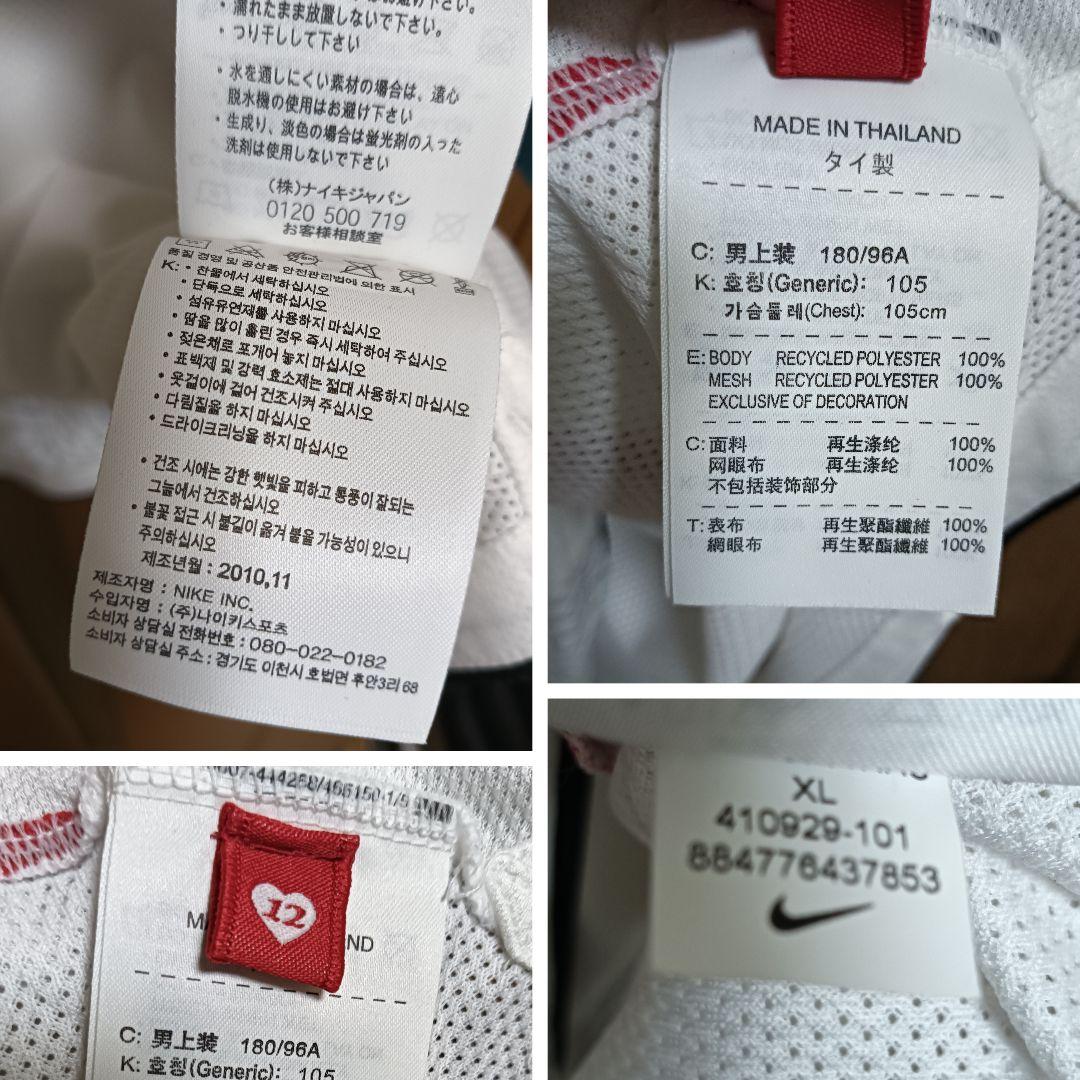 ・濡れたまま放置しないで下さい。
・つり干しして下さい
・水を通しにくい素材の場合は、遠心
脱水機の使用はお避け下さい
・生成り、淡色の場合は蛍光剤の入った
洗剤は使用しないで下さい
(株)ナイキジャパン
0120 500 719
お客様相談室
품질 경영 및 공산품 안전관리법에 의한 표시
K: ・찬물에서 세탁하십시오
・단독으로 세탁하십시오
・섬유유연제를 사용하지 마십시오
・땀을 많이 흘린 경우 즉시 세탁하여 주십시오
・젖은채로 포개어 놓지 마십시오
・표백제 및 강력 효소제는 절대 사용하지 마십시오
・옷걸이에 걸어 건조시켜 주십시오
・다림질을 하지 마십시오
・드라이크리닝을 하지 마십시오
・건조 시에는 강한 햇빛을 피하고 통풍이 잘되는
그늘에서 건조하십시오
・불꽃 접근 시 불길이 옮겨 붙을 가능성이 있으니
주의하십시오
제조년월 : 2010,11
제조자명 : NIKE INC.
수입자명 : (주)나이키스포츠
소비자 상담실 전화번호 : 080-022-0182
소비자 상담실 주소 : 경기도 이천시 호법면 후안3리 68
MADE IN THAILAND
タイ製
C: 男上装 180/96A
K: 호칭(Generic): 105
가슴둘레(Chest): 105cm
E: BODY RECYCLED POLYESTER 100%
MESH RECYCLED POLYESTER 100%
EXCLUSIVE OF DECORATION
C: 面料 再生涤纶 100%
网眼布 再生涤纶 100%
不包括装饰部分
T: 表布 再生聚酯纖維 100%
網眼布 再生聚酯纖維 100%
12
ND
C: 男上装 180/96A
K: 호칭(Generic): 105
XL
410929-101
884776437853